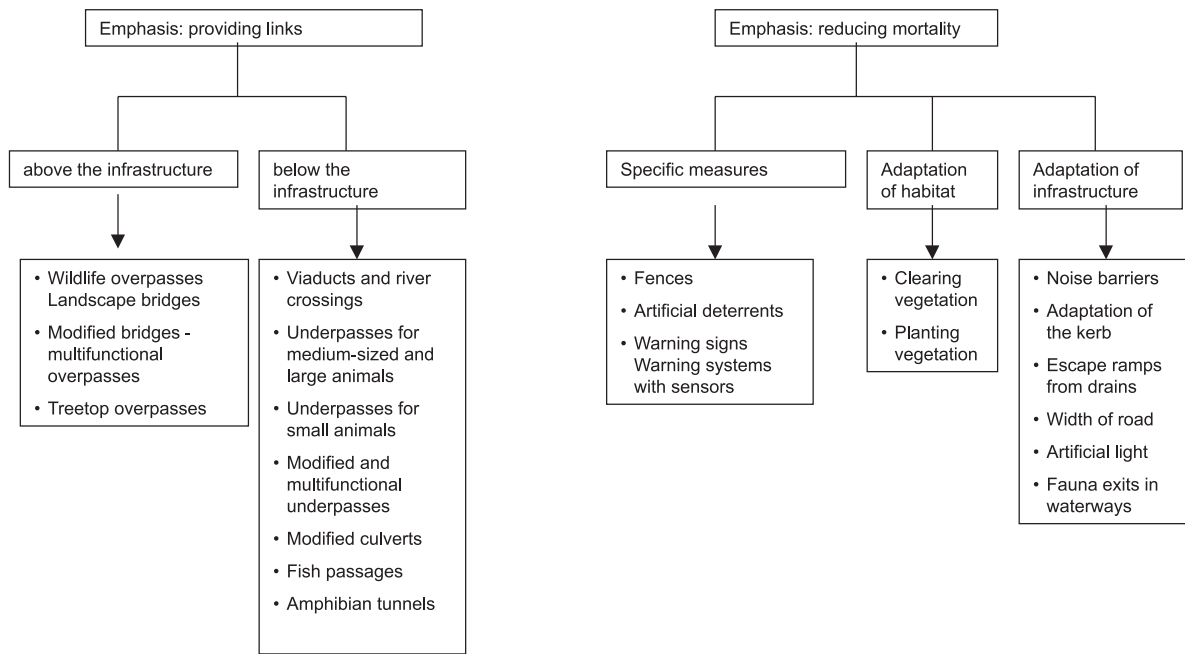 Emphasis: providing links
above the infrastructure
• Wildlife overpasses
Landscape bridges
• Modified bridges -
multifunctional
overpasses
• Treetop overpasses
below the
infrastructure
• Viaducts and river
crossings
• Underpasses for
medium-sized and
large animals
• Underpasses for
small animals
• Modified and
multifunctional
underpasses
• Modified culverts
• Fish passages
• Amphibian tunnels
Emphasis: reducing mortality
Specific measures
• Fences
• Artificial deterrents
• Warning signs
Warning systems
with sensors
Adaptation
of habitat
• Clearing
vegetation
• Planting
vegetation
Adaptation of
infrastructure
• Noise barriers
• Adaptation of
the kerb
• Escape ramps
from drains
• Width of road
• Artificial light
• Fauna exits in
waterways